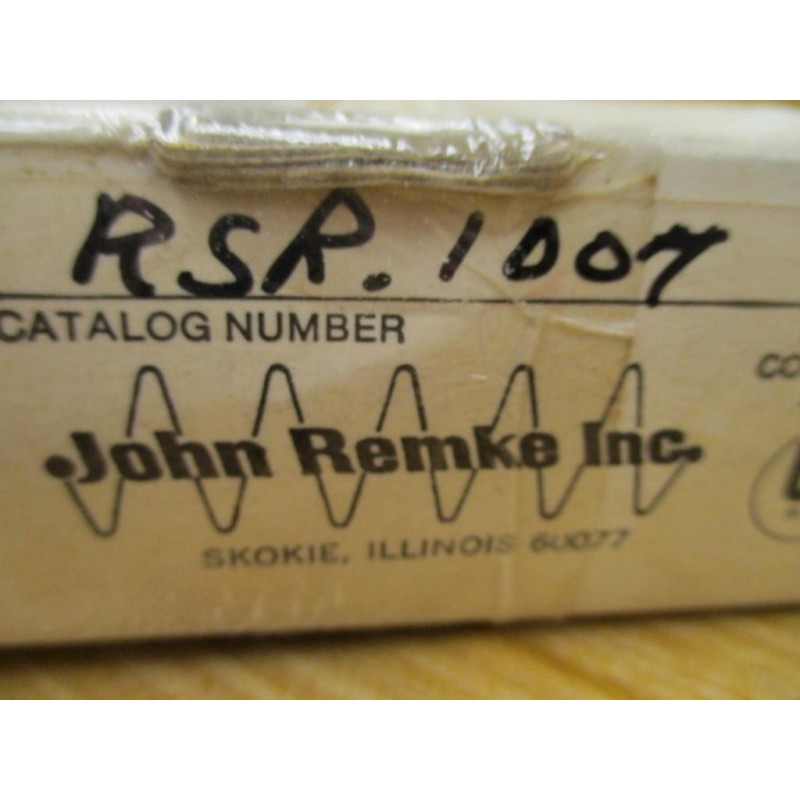 RSR.1007
CATALOG NUMBER
John Remke Inc.
SKOKIE, ILLINOIS 60077